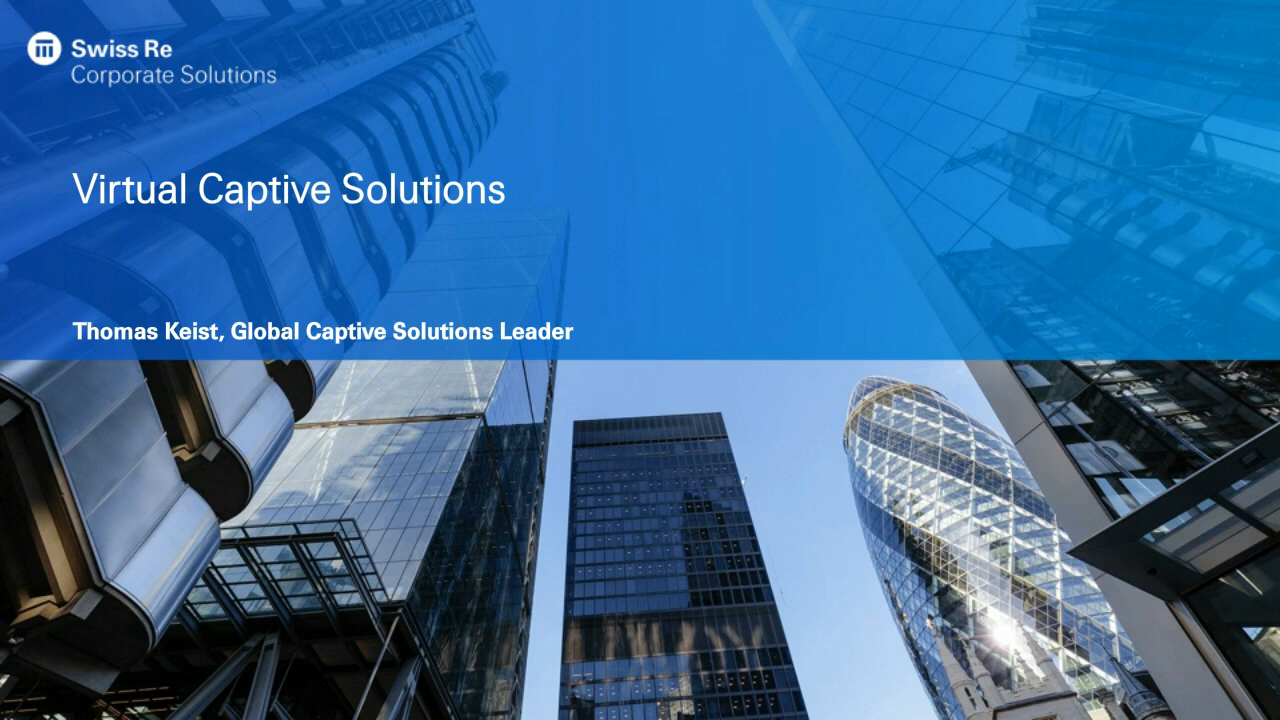 Swiss Re
Corporate Solutions
Virtual Captive Solutions
Thomas Keist, Global Captive Solutions Leader